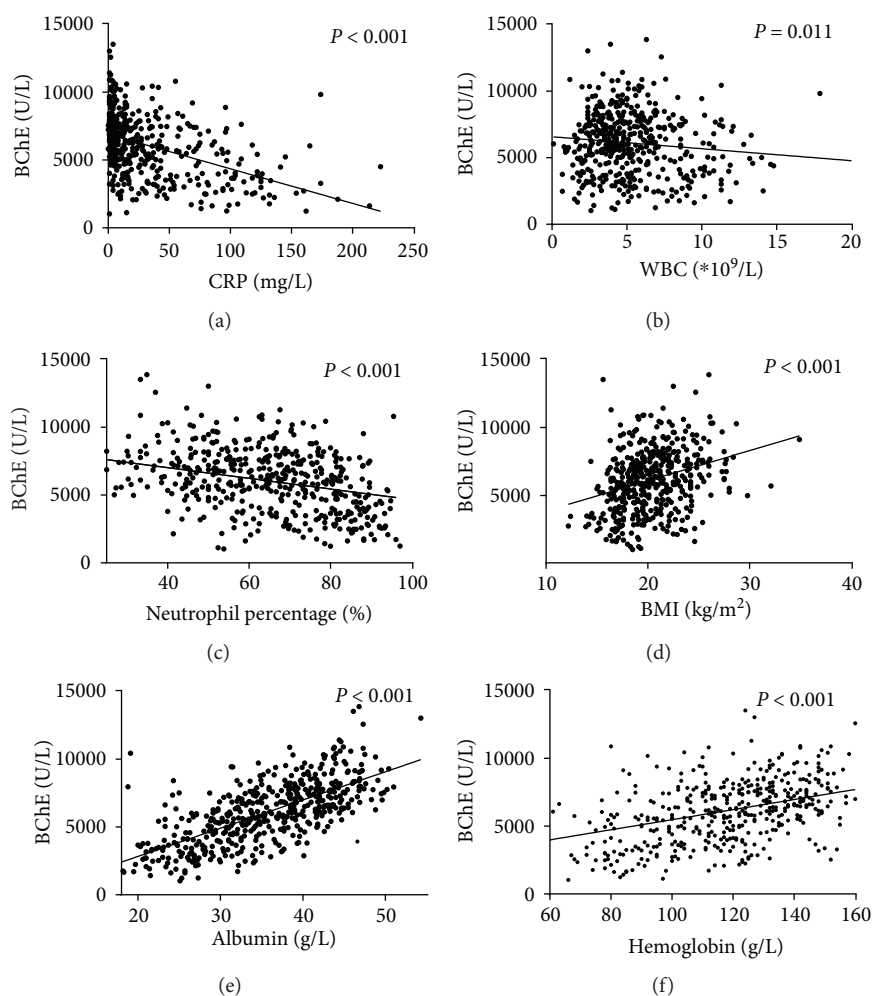 15000
P < 0.001
10000
BChE (U/L)
5000
0
0 50 100 150 200 250
CRP (mg/L)
(a)
15000
P = 0.011
10000
BChE (U/L)
5000
0
0 5 10 15 20
WBC (*10^9/L)
(b)
15000
P < 0.001
10000
BChE (U/L)
5000
0
40 60 80 100
Neutrophil percentage (%)
(c)
15000
P < 0.001
10000
BChE (U/L)
5000
0
10 20 30 40
BMI (kg/m²)
(d)
15000
P < 0.001
10000
BChE (U/L)
5000
0
20 30 40 50
Albumin (g/L)
(e)
15000
P < 0.001
10000
BChE (U/L)
5000
0
60 80 100 120 140 160
Hemoglobin (g/L)
(f)